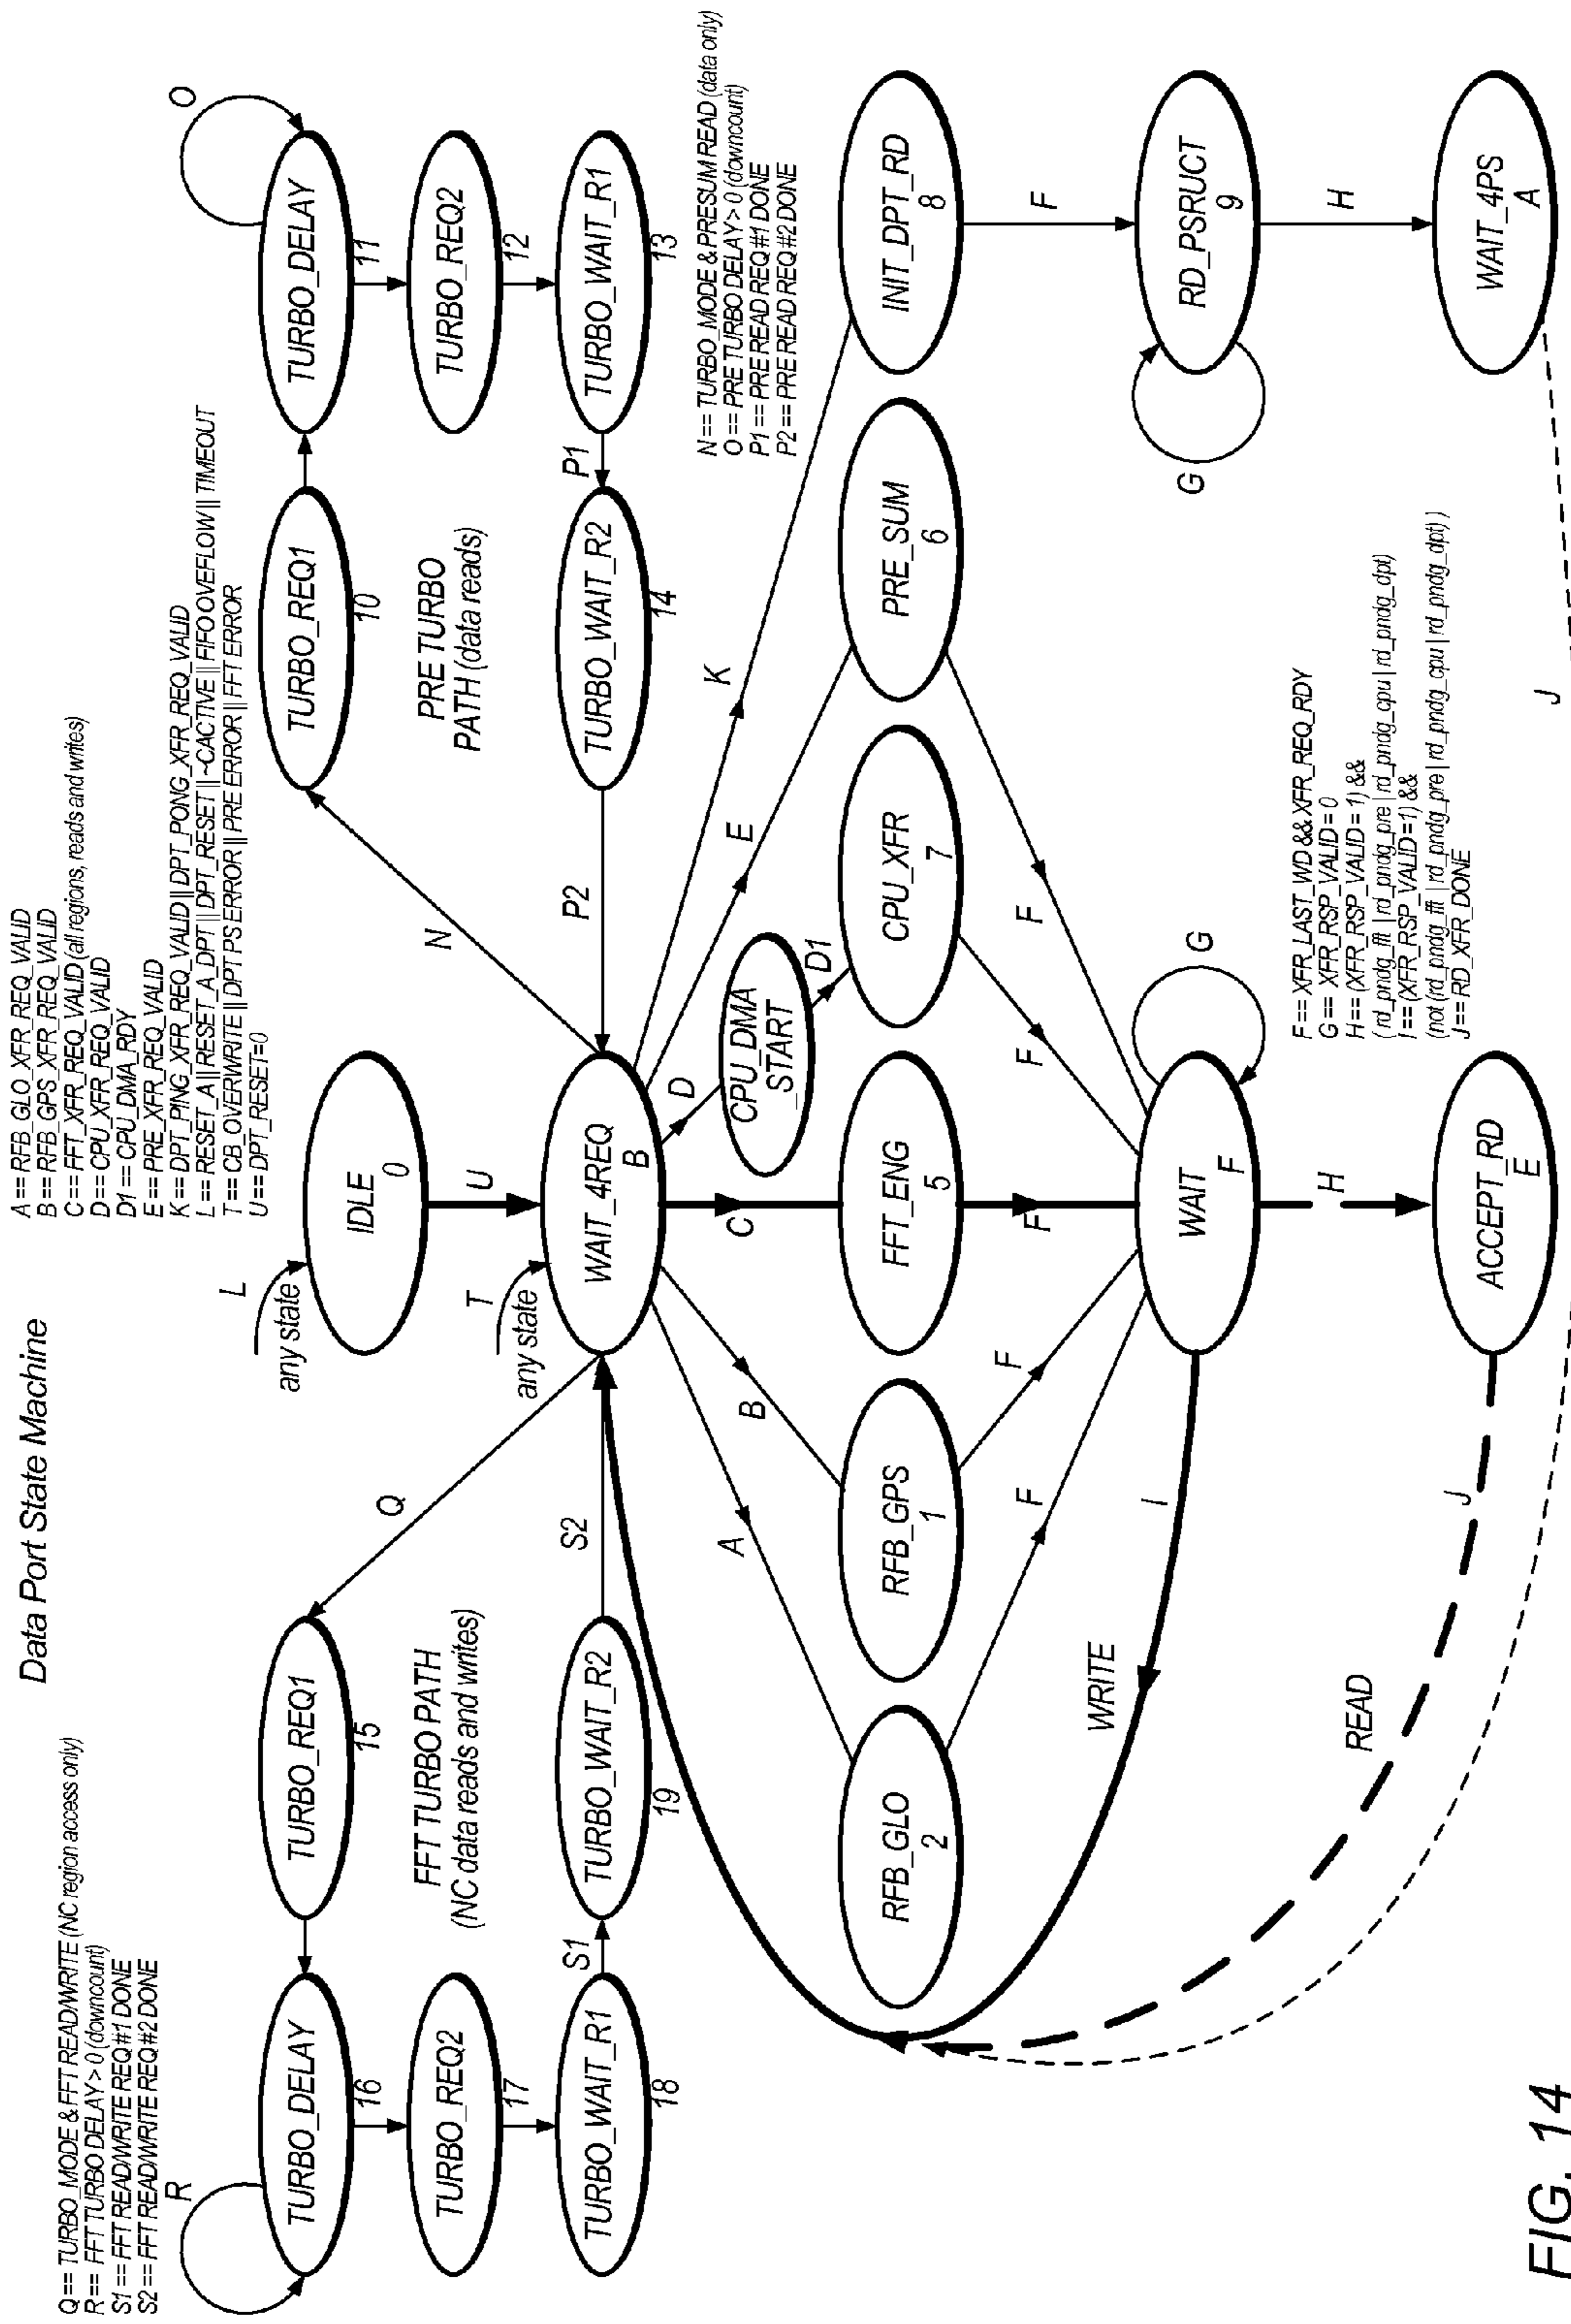 Data Port State Machine
Q== TURBO_MODE & FFT READ/WRITE (NC region access only)
R== FFT TURBO DELAY > 0 (downcount)
S1 == FFT READ/WRITE REQ #1 DONE
S2 == FFT READ/WRITE REQ #2 DONE
A == RFB_GLO_XFR_REQ_VALID
B== RFB_GPS_XFR_REQ_VALID
C== FFT_XFR_REQ_VALID (all regions, reads and writes)
D== CPU_XFR_REQ_VALID
D1 == CPU_DMA_RDY
E == PRE_XFR_REQ_VALID
K== DPT_PING_XFR_REQ_VALID || DPT_PONG_XFR_REQ_VALID
L == RESET_A || RESET_A_DPT || DPT_RESET || ~CACTIVE || FIFO OVEFLOW || TIMEOUT
T == CB_OVERWRITE || DPT PS ERROR || PRE ERROR || FFT ERROR
U == DPT_RESET=0
R
TURBO_DELAY
16
TURBO_REQ1
15
Q
L
any state
IDLE
0
N
TURBO_REQ1
10
TURBO_DELAY
11
O
TURBO_REQ2
17
FFT TURBO PATH
(NC data reads and writes)
U
PRE TURBO
PATH (data reads)
TURBO_REQ2
12
TURBO_WAIT_R1
18
S1
TURBO_WAIT_R2
19
S2
T
any state
WAIT_4REQ
B
P2
TURBO_WAIT_R2
14
P1
TURBO_WAIT_R1
13
N== TURBO_MODE & PRESUM READ (data only)
O == PRE TURBO DELAY > 0 (downcount)
P1 == PRE READ REQ #1 DONE
P2 == PRE READ REQ #2 DONE
A
B
C
D
CPU_DMA
_START
D1
E
K
RFB_GLO
2
RFB_GPS
1
FFT_ENG
5
CPU_XFR
7
PRE_SUM
6
INIT_DPT_RD
8
F
F
F
F
F
F
WRITE
I
WAIT
F
G
G
RD_PSRUCT
9
F == XFR_LAST_WD && XFR_REQ_RDY
G == XFR_RSP_VALID = 0
H == (XFR_RSP_VALID = 1) &&
( rd_pndg_fft | rd_pndg_pre | rd_pndg_cpu | rd_pndg_dpt)
I == (XFR_RSP_VALID = 1) &&
(not (rd_pndg_fft | rd_pndg_pre | rd_pndg_cpu | rd_pndg_dpt) )
J == RD_XFR_DONE
H
H
READ
J
ACCEPT_RD
E
J
WAIT_4PS
A
FIG. 14